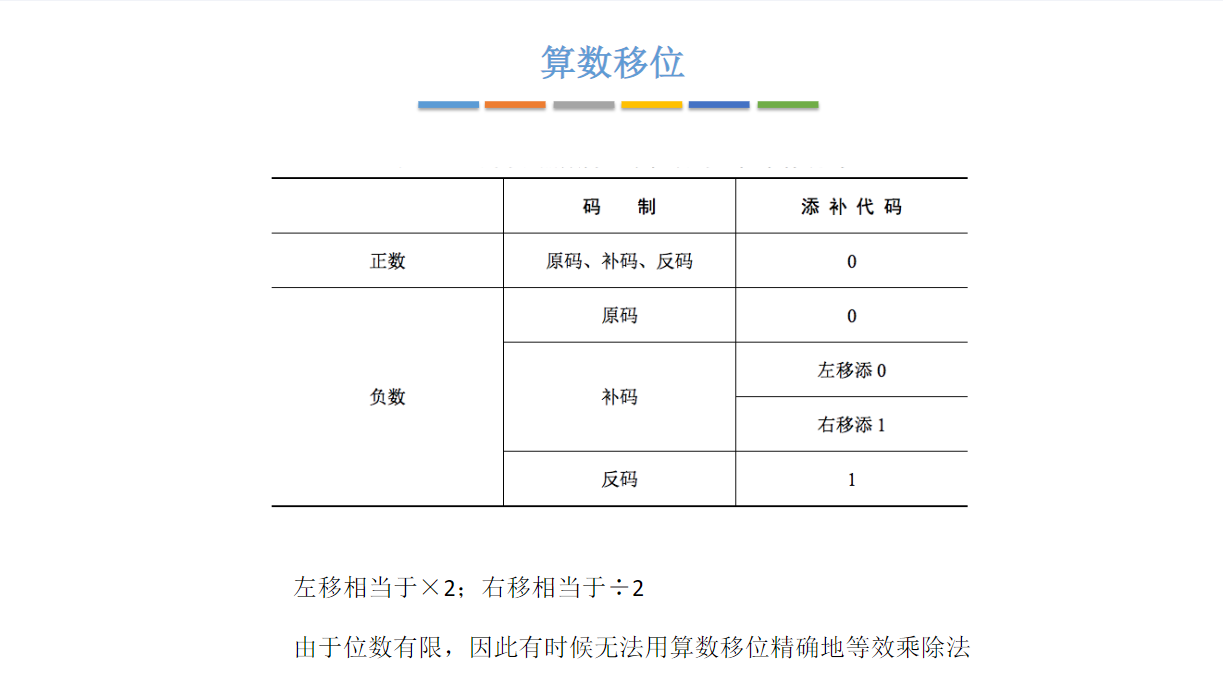 算数移位
码 制 添补代码
正数 原码、补码、反码 0
原码 0
左移添 0
负数 补码
右移添 1
反码 1
左移相当于×2；右移相当于÷2
由于位数有限，因此有时候无法用算数移位精确地等效乘除法